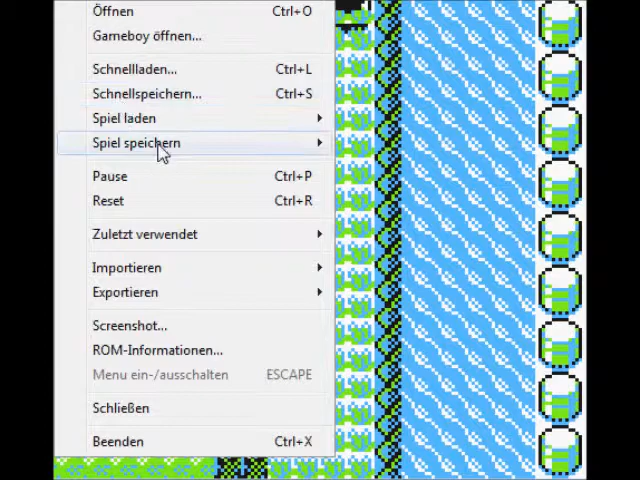 Öffnen Ctrl+O
Gameboy öffnen...
Schnellladen... Ctrl+L
Schnellspeichern... Ctrl+S
Spiel laden
Spiel speichern
Pause Ctrl+P
Reset Ctrl+R
Zuletzt verwendet
Importieren
Exportieren
Screenshot...
ROM-Informationen...
Menu ein-/ausschalten ESCAPE
Schließen
Beenden Ctrl+X